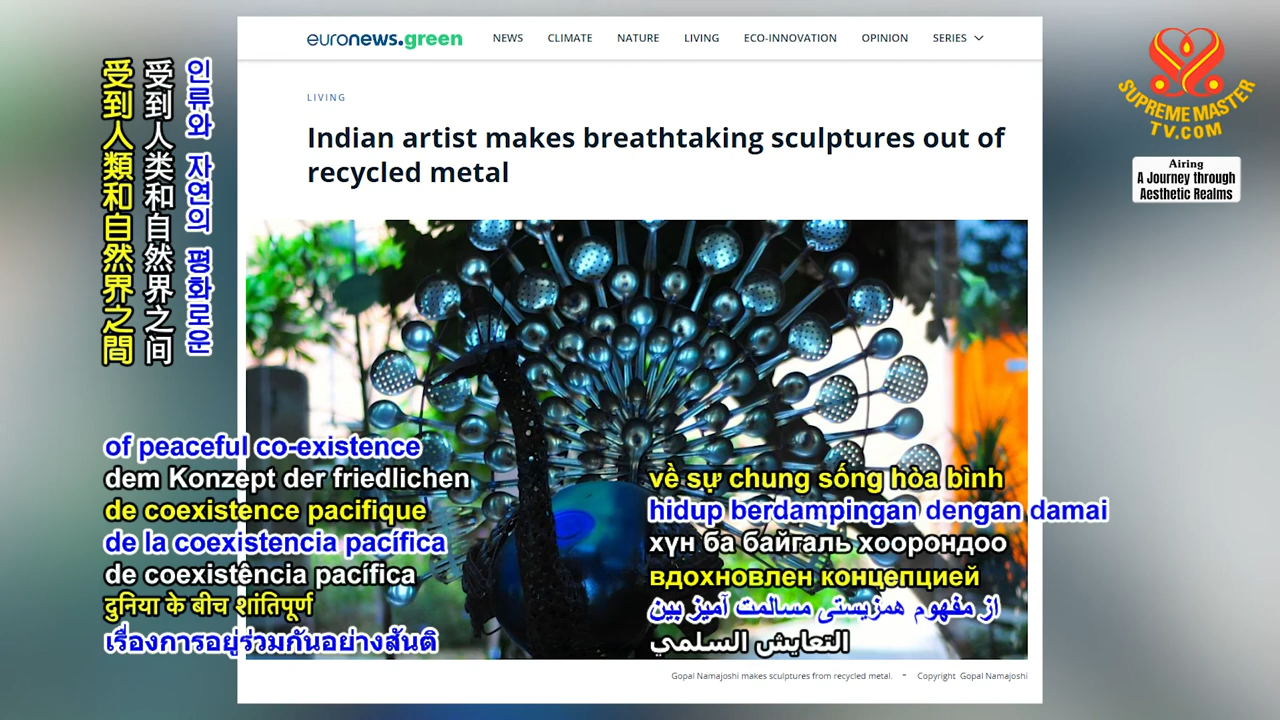 euronews.green
NEWS
CLIMATE
NATURE
LIVING
ECO-INNOVATION
OPINION
SERIES
LIVING
Indian artist makes breathtaking sculptures out of
recycled metal
SUPREME MASTER
TV.COM
Airing
A Journey through
Aesthetic Realms
受到人類和自然界之間
受到人类和自然界之间
인류와 자연의 평화로운
of peaceful co-existence
dem Konzept der friedlichen
de coexistence pacifique
de la coexistencia pacífica
de coexistência pacífica
दुनिया के बीच शांतिपूर्ण
เรื่องการอยู่ร่วมกันอย่างสันติ
về sự chung sống hòa bình
hidup berdampingan dengan damai
хүн ба байгаль хоорондоо
вдохновлен концепцией
از مفهوم همزیستی مسالمت آمیز بین
التعايش السلمي
Gopal Namajoshi makes sculptures from recycled metal. - Copyright Gopal Namajoshi